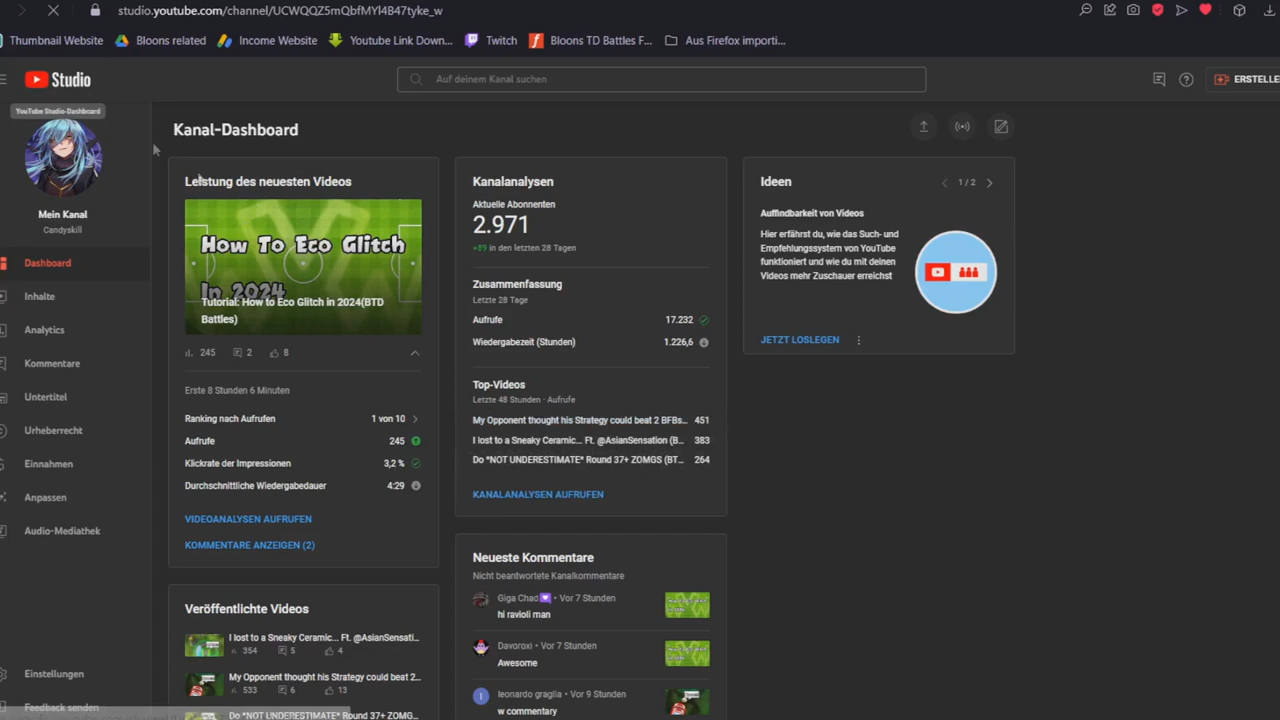 studio.youtube.com/channel/UCWQQZ5mQbfMYl4B47tyke_w
Thumbnail Website
Bloons related
Income Website
Youtube Link Down...
Twitch
Bloons TD Battles F...
Aus Firefox importi...
Studio
Auf deinem Kanal suchen
ERSTELLE
YouTube Studio-Dashboard
Mein Kanal
Candyskill
Dashboard
Inhalte
Analytics
Kommentare
Untertitel
Urheberrecht
Einnahmen
Anpassen
Audio-Mediathek
Einstellungen
Feedback senden
Kanal-Dashboard
Leistung des neuesten Videos
How To Eco Glitch
In 2024
Tutorial: How to Eco Glitch in 2024(BTD
Battles)
245 2 8
Erste 8 Stunden 6 Minuten
Ranking nach Aufrufen 1 von 10
Aufrufe 245
Klickrate der Impressionen 3,2 %
Durchschnittliche Wiedergabedauer 4:29
VIDEOANALYSEN AUFRUFEN
KOMMENTARE ANZEIGEN (2)
Veröffentlichte Videos
I lost to a Sneaky Ceramic... Ft. @AsianSensati...
354 5 4
My Opponent thought his Strategy could beat 2...
533 6 13
Do *NOT UNDERESTIMATE* Round 37+ ZOMG...
Kanalanalysen
Aktuelle Abonnenten
2.971
+89 in den letzten 28 Tagen
Zusammenfassung
Letzte 28 Tage
Aufrufe 17.232
Wiedergabezeit (Stunden) 1.226,6
Top-Videos
Letzte 48 Stunden · Aufrufe
My Opponent thought his Strategy could beat 2 BFBs... 451
I lost to a Sneaky Ceramic... Ft. @AsianSensation (B... 383
Do *NOT UNDERESTIMATE* Round 37+ ZOMGS (BT... 264
KANALANALYSEN AUFRUFEN
Neueste Kommentare
Nicht beantwortete Kanalkommentare
Giga Chad • Vor 7 Stunden
hi ravioli man
Davoroxi • Vor 7 Stunden
Awesome
leonardo graglia • Vor 9 Stunden
w commentary
Ideen
1 / 2
Auffindbarkeit von Videos
Hier erfährst du, wie das Such- und
Empfehlungssystem von YouTube
funktioniert und wie du mit deinen
Videos mehr Zuschauer erreichst
JETZT LOSLEGEN